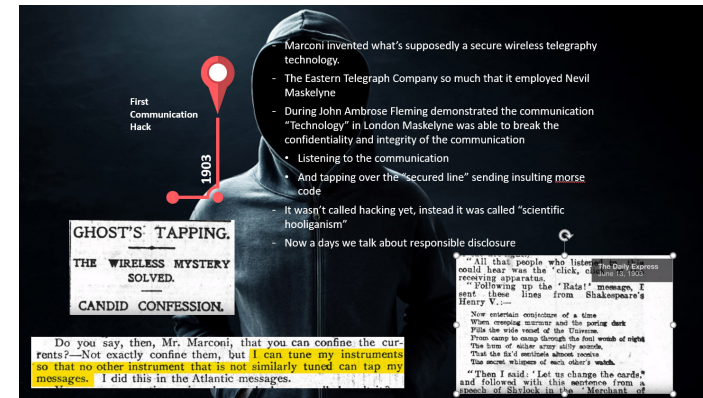 - Marconi invented what's supposedly a secure wireless telegraphy
technology.
- The Eastern Telegraph Company so much that it employed Nevil
Maskelyne
- During John Ambrose Fleming demonstrated the communication
"Technology" in London Maskelyne was able to break the
confidentiality and integrity of the communication
• Listening to the communication
• And tapping over the "secured line" sending insulting morse
code
- It wasn't called hacking yet, instead it was called "scientific
hooliganism"
- Now a days we talk about responsible disclosure
First
Communication
Hack
1903
GHOST'S TAPPING.
THE WIRELESS MYSTERY
SOLVED.
CANDID CONFESSION.
Do you say, then, Mr. Marconi, that you can confine the cur-
rents?—Not exactly confine them, but I can tune my instruments
so that no other instrument that is not similarly tuned can tap my
messages. I did this in the Atlantic messages.
The Daily Express
June 13, 1903
"All that people who
could hear was the 'click,
receiving apparatus.
"Following up the 'Rats!' message, I
sent these lines from Shakespeare's
Henry V.:—
Now entertain conjecture of a time
When creeping murmur and the poring dark
Fills the wide vessel of the Universe.
From camp to camp through the foul womb of night
The hum of either army stilly sounds,
That the fix'd sentinels almost receive
The secret whispers of each other's watch.
"Then I said: 'Let us change the cards,'
and followed with this sentence from a
speech of Shylock in the 'Merchant of